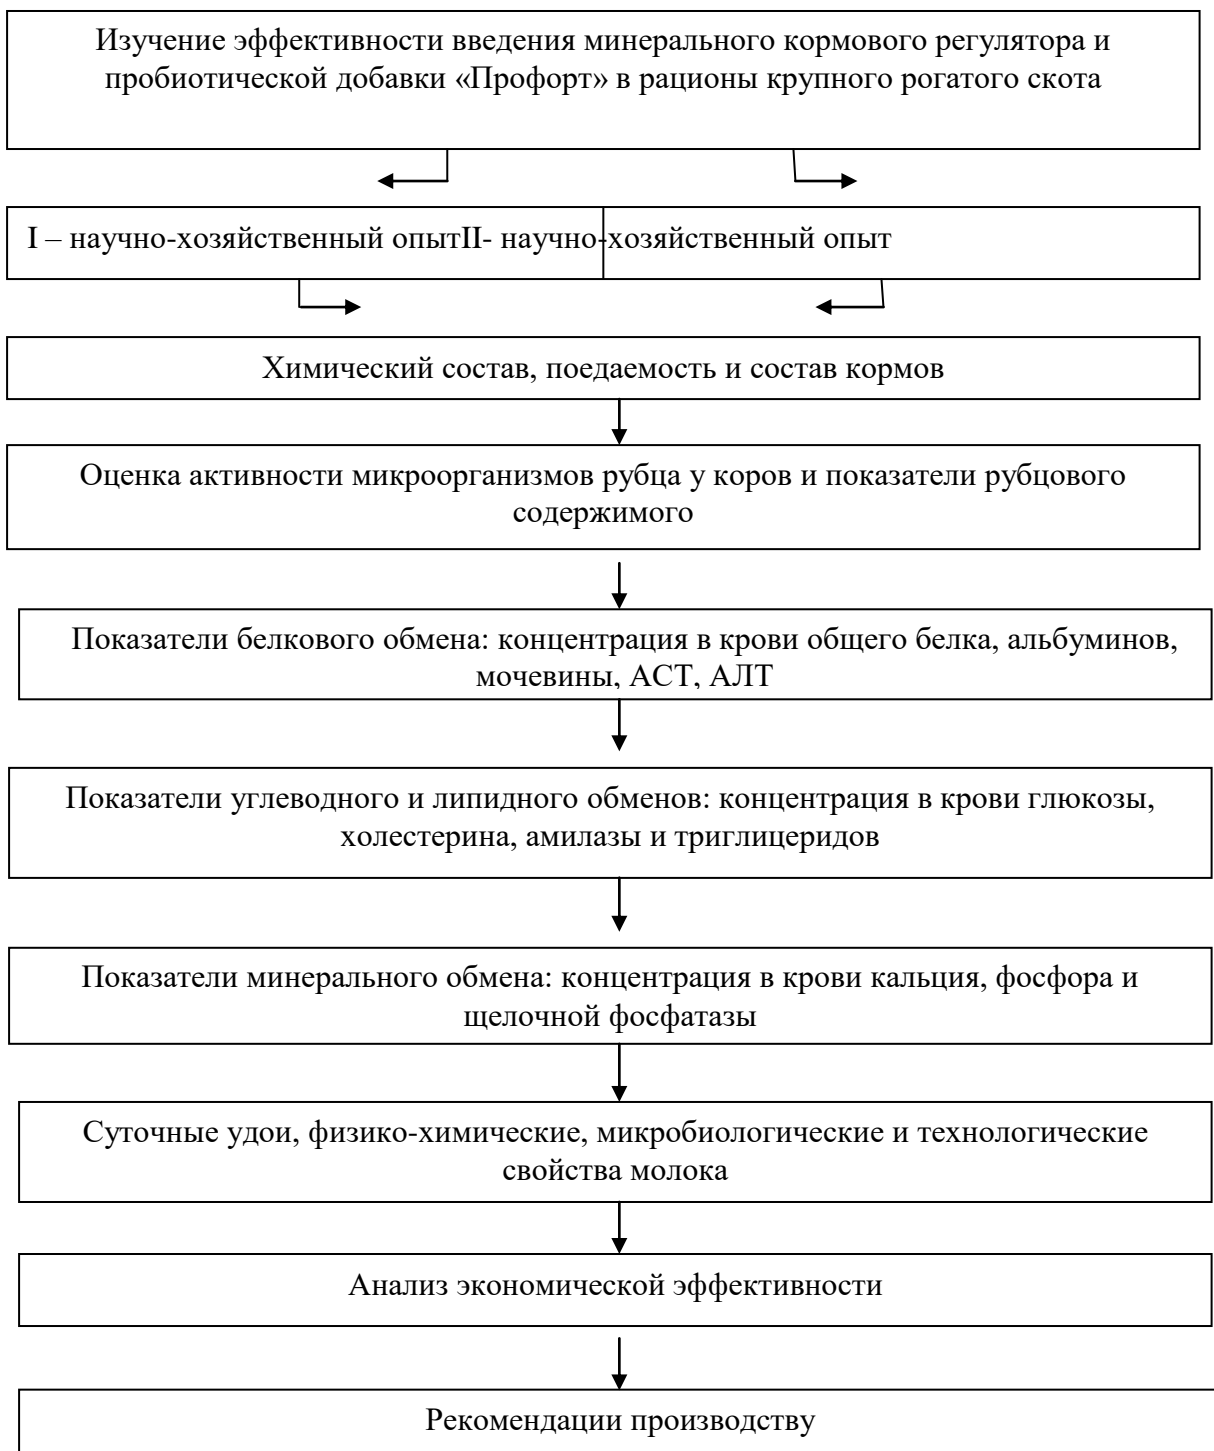 Изучение эффективности введения минерального кормового регулятора и
пробиотической добавки «Профорт» в рационы крупного рогатого скота
I – научно-хозяйственный опытII- научно-хозяйственный опыт
Химический состав, поедаемость и состав кормов
Оценка активности микроорганизмов рубца у коров и показатели рубцового
содержимого
Показатели белкового обмена: концентрация в крови общего белка, альбуминов,
мочевины, АСТ, АЛТ
Показатели углеводного и липидного обменов: концентрация в крови глюкозы,
холестерина, амилазы и триглицеридов
Показатели минерального обмена: концентрация в крови кальция, фосфора и
щелочной фосфатазы
Суточные удои, физико-химические, микробиологические и технологические
свойства молока
Анализ экономической эффективности
Рекомендации производству